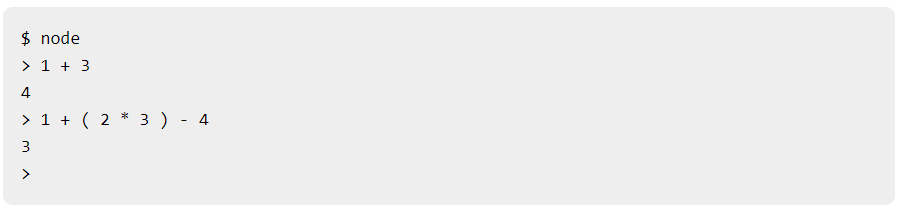 $ node
> 1 + 3
4
> 1 + ( 2 * 3 ) - 4
3
>